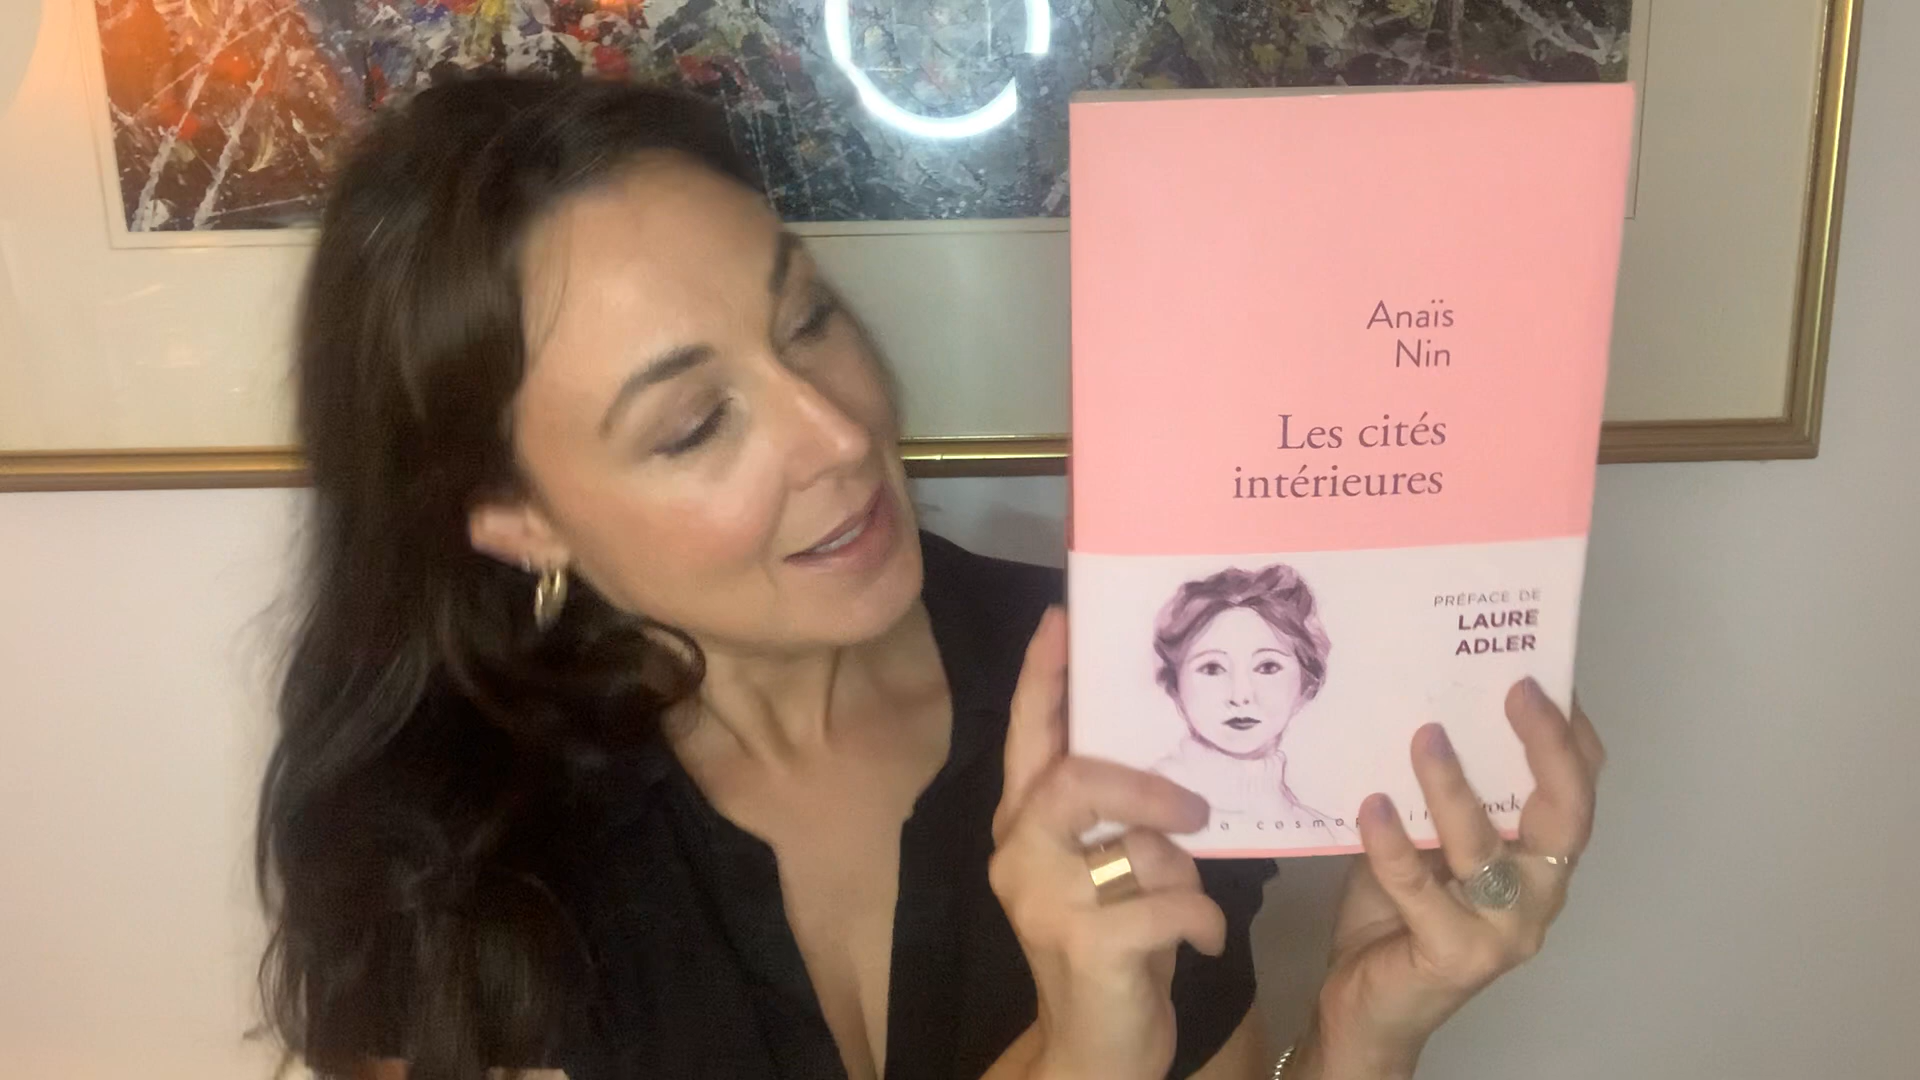 Anaïs
Nin
Les cités
intérieures
PRÉFACE DE
LAURE
ADLER